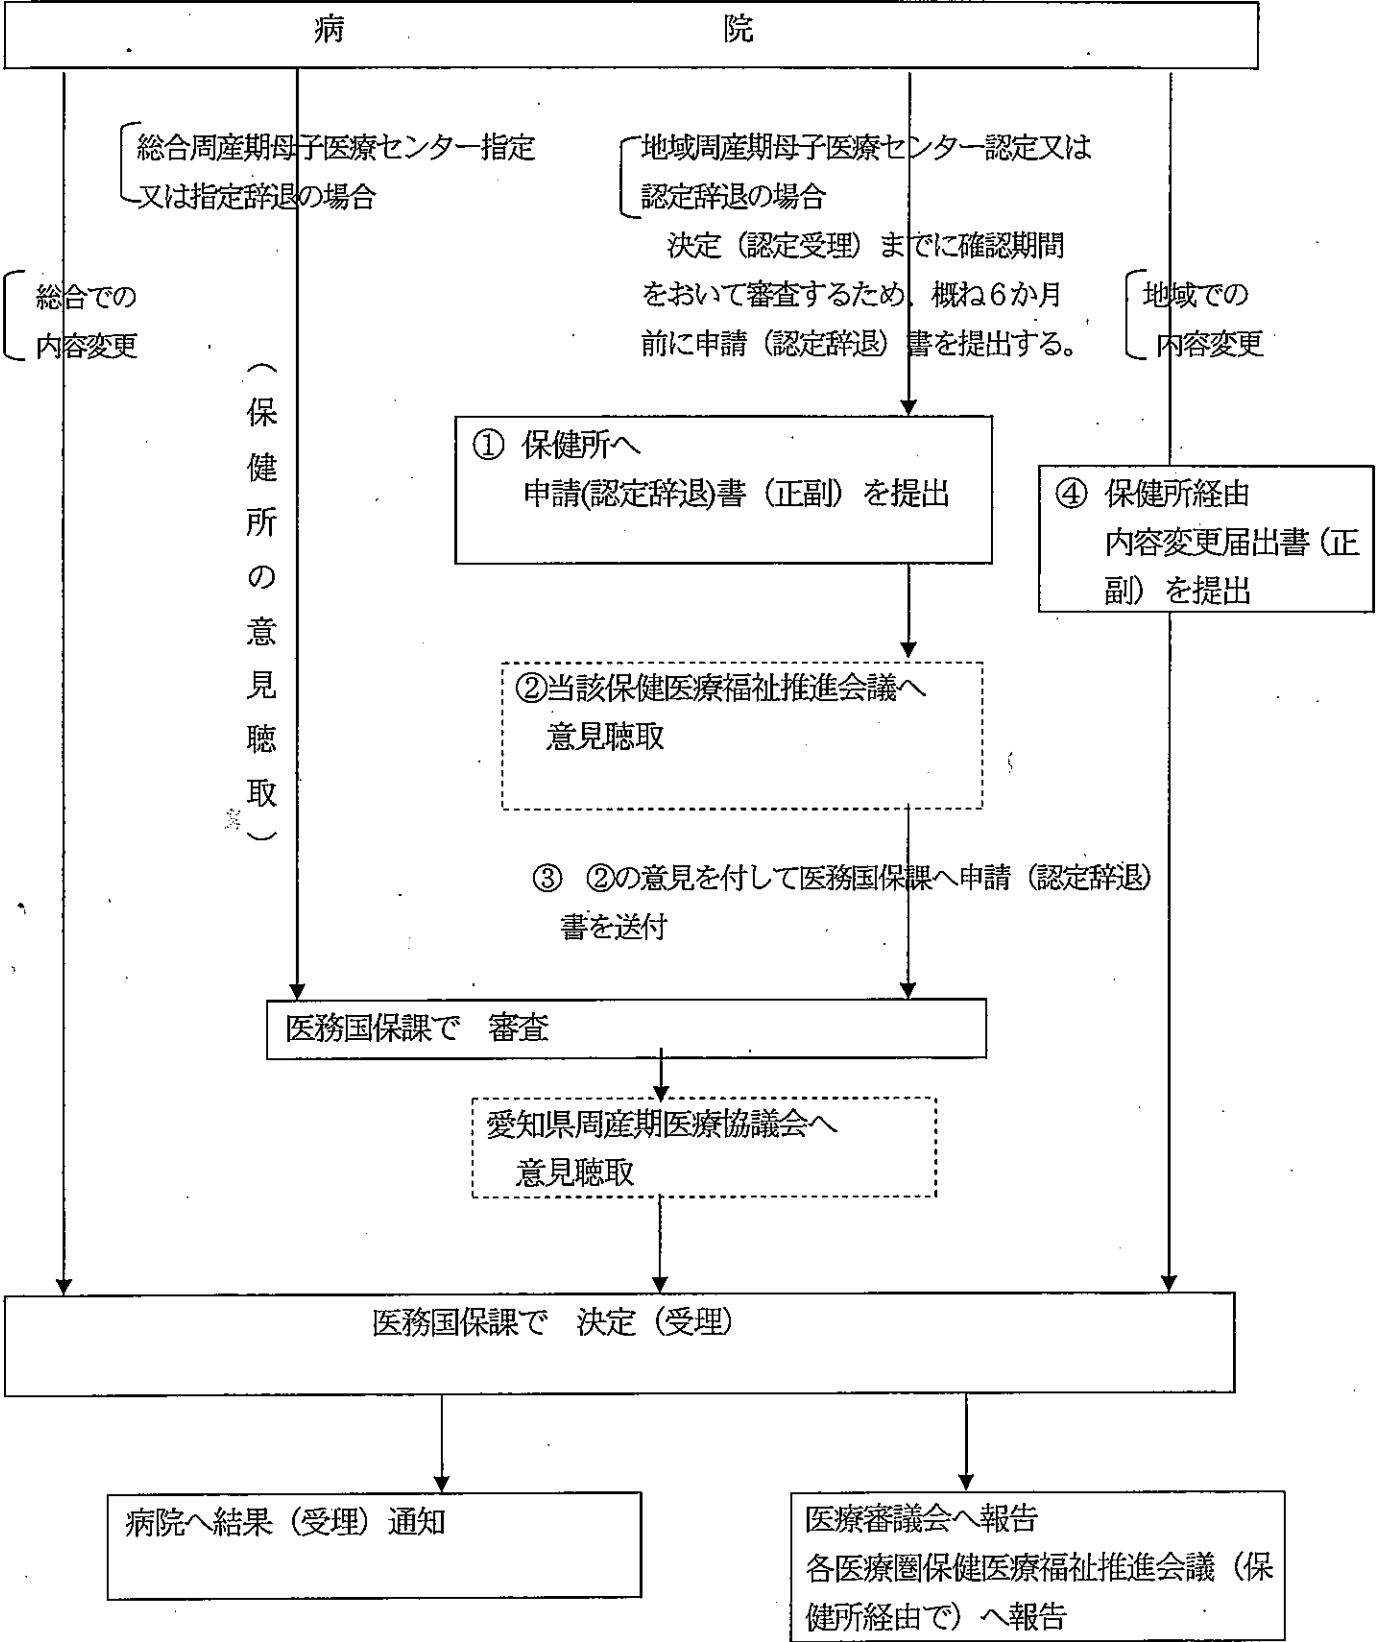 病　院
総合周産期母子医療センター指定
又は指定辞退の場合
地域周産期母子医療センター認定又は
認定辞退の場合
決定（認定受理）までに確認期間
をおいて審査するため、概ね６か月
前に申請（認定辞退）書を提出する。
総合での
内容変更
地域での
内容変更
（保健所の意見聴取）
① 保健所へ
申請(認定辞退)書（正副）を提出
④ 保健所経由
内容変更届出書（正
副）を提出
②当該保健医療福祉推進会議へ
意見聴取
③　②の意見を付して医務国保課へ申請（認定辞退）
書を送付
医務国保課で　審査
愛知県周産期医療協議会へ
意見聴取
医務国保課で　決定（受理）
病院へ結果（受理）通知
医療審議会へ報告
各医療圏保健医療福祉推進会議（保
健所経由で）へ報告